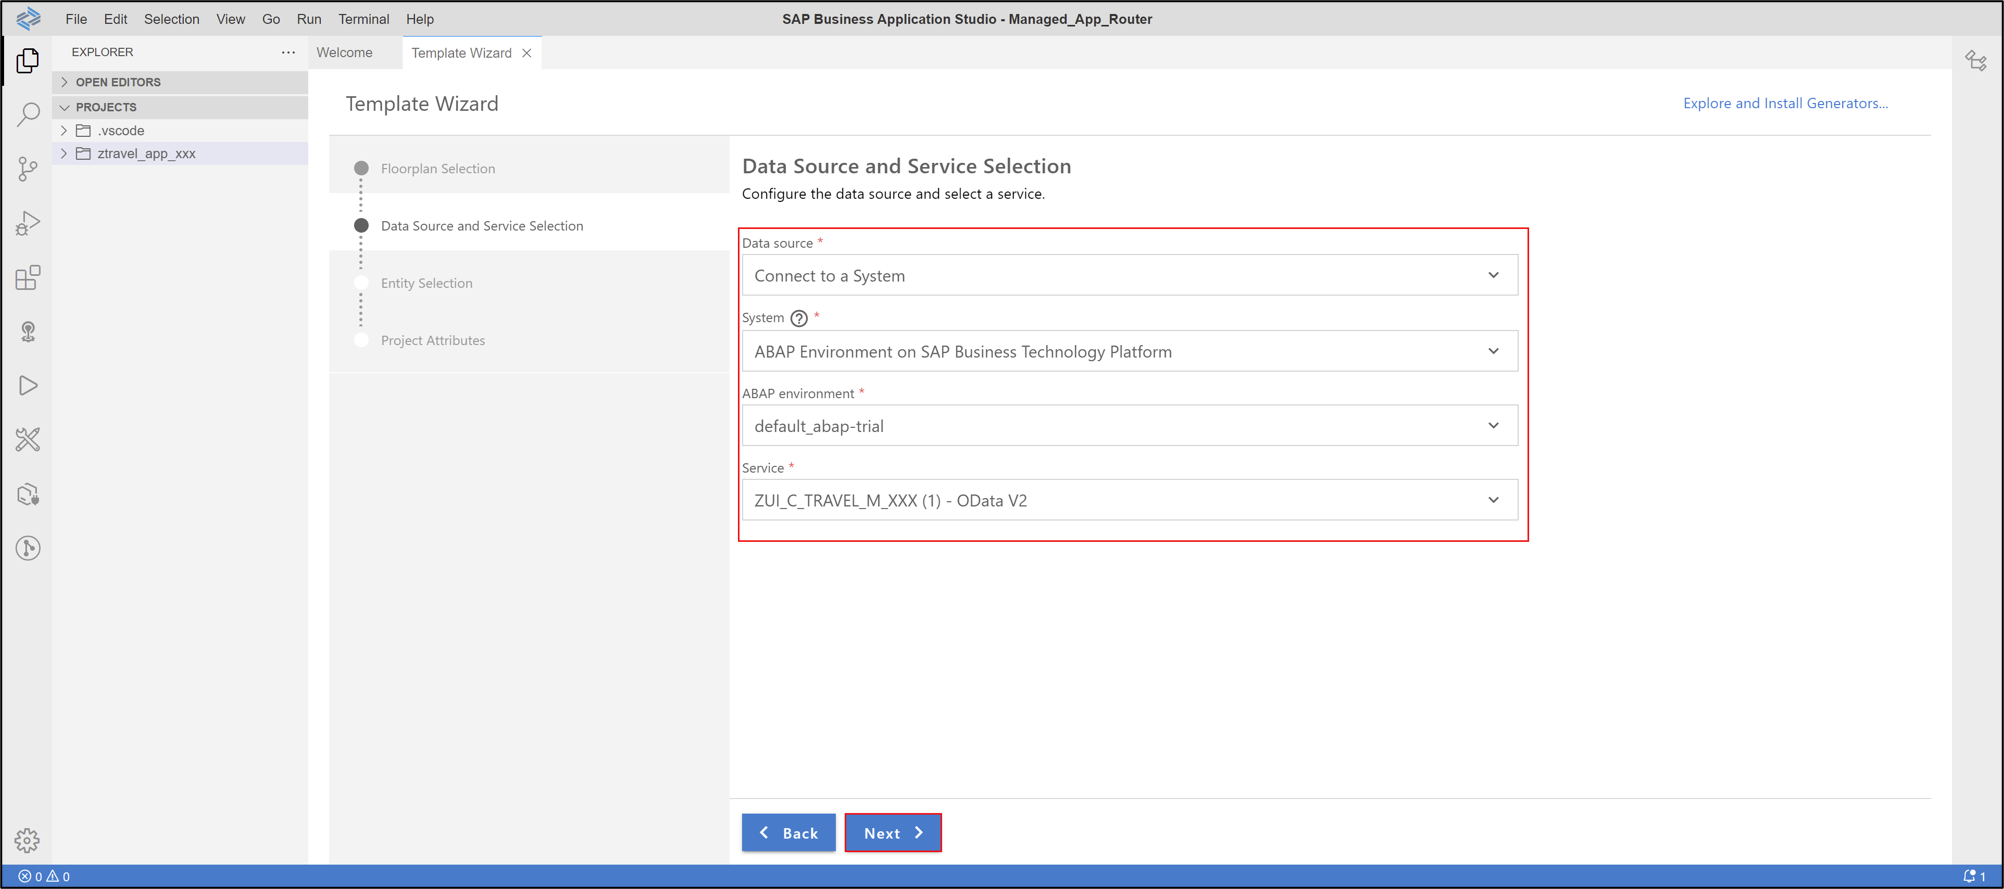 File Edit Selection View Go Run Terminal Help
SAP Business Application Studio - Managed_App_Router
EXPLORER
Welcome
Template Wizard
OPEN EDITORS
PROJECTS
.vscode
ztravel_app_xxx
Template Wizard
Explore and Install Generators...
Floorplan Selection
Data Source and Service Selection
Entity Selection
Project Attributes
Data Source and Service Selection
Configure the data source and select a service.
Data source *
Connect to a System
System ? *
ABAP Environment on SAP Business Technology Platform
ABAP environment *
default_abap-trial
Service *
ZUI_C_TRAVEL_M_XXX (1) - OData V2
Back
Next
0 0
1